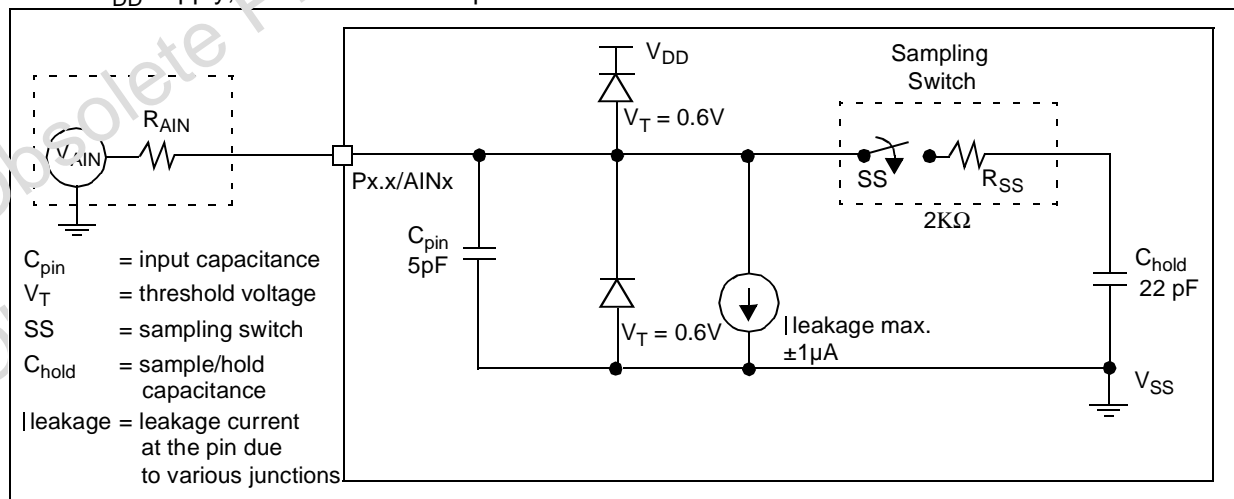 DD
VDD
Sampling
Switch
RAIN
VT = 0.6V
VAIN
Px.x/AINx
SS
RSS
2KΩ
Cpin
5pF
Chold
22 pF
VT = 0.6V
Ileakage max.
±1µA
VSS
Cpin = input capacitance
VT = threshold voltage
SS = sampling switch
Chold = sample/hold
capacitance
Ileakage = leakage current
at the pin due
to various junctions
Obsolete